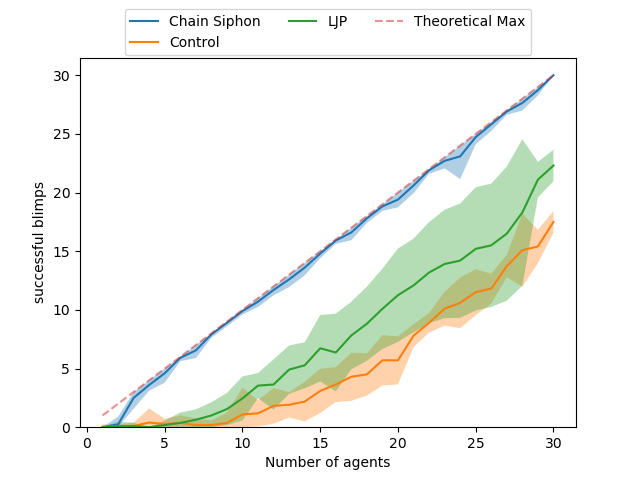 Chain Siphon LJP Theoretical Max
Control
30
25
20
15
10
5
0
successful blimps
0 5 10 15 20 25 30
Number of agents